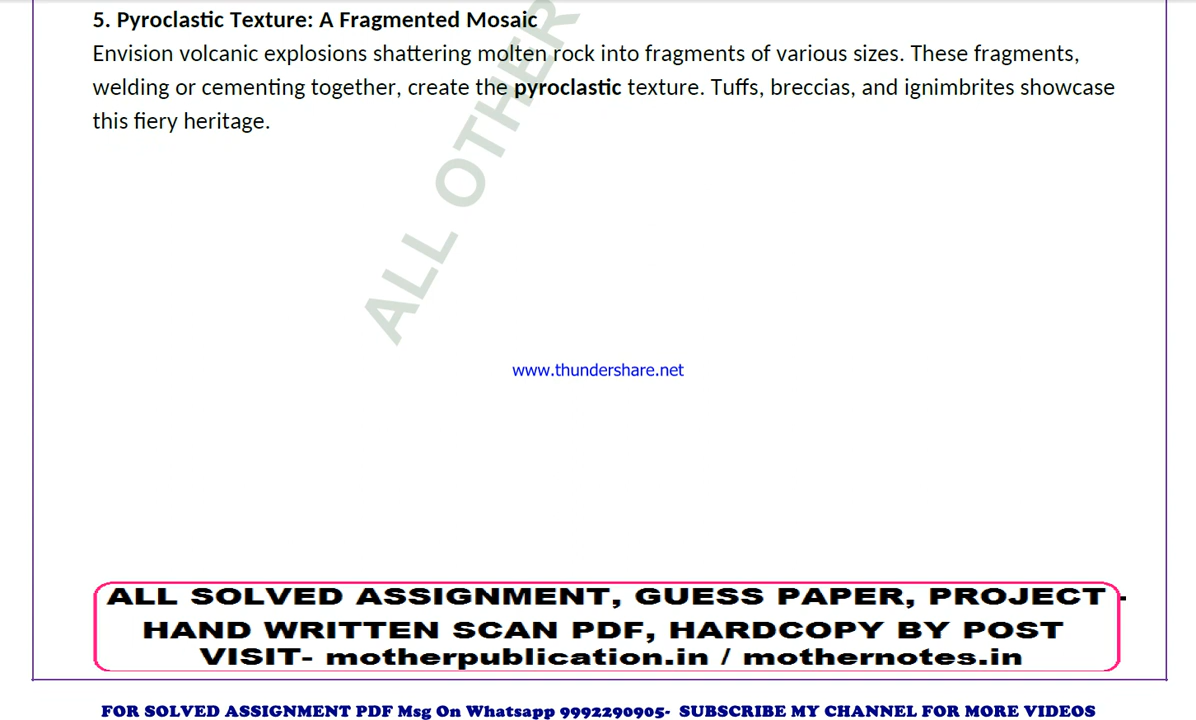 5. Pyroclastic Texture: A Fragmented Mosaic
Envision volcanic explosions shattering molten rock into fragments of various sizes. These fragments,
welding or cementing together, create the pyroclastic texture. Tuffs, breccias, and ignimbrites showcase
this fiery heritage.
ALL OTHER
www.thundershare.net
ALL SOLVED ASSIGNMENT, GUESS PAPER, PROJECT -
HAND WRITTEN SCAN PDF, HARDCOPY BY POST
VISIT- motherpublication.in / mothernotes.in
FOR SOLVED ASSIGNMENT PDF Msg On Whatsapp 9992290905- SUBSCRIBE MY CHANNEL FOR MORE VIDEOS